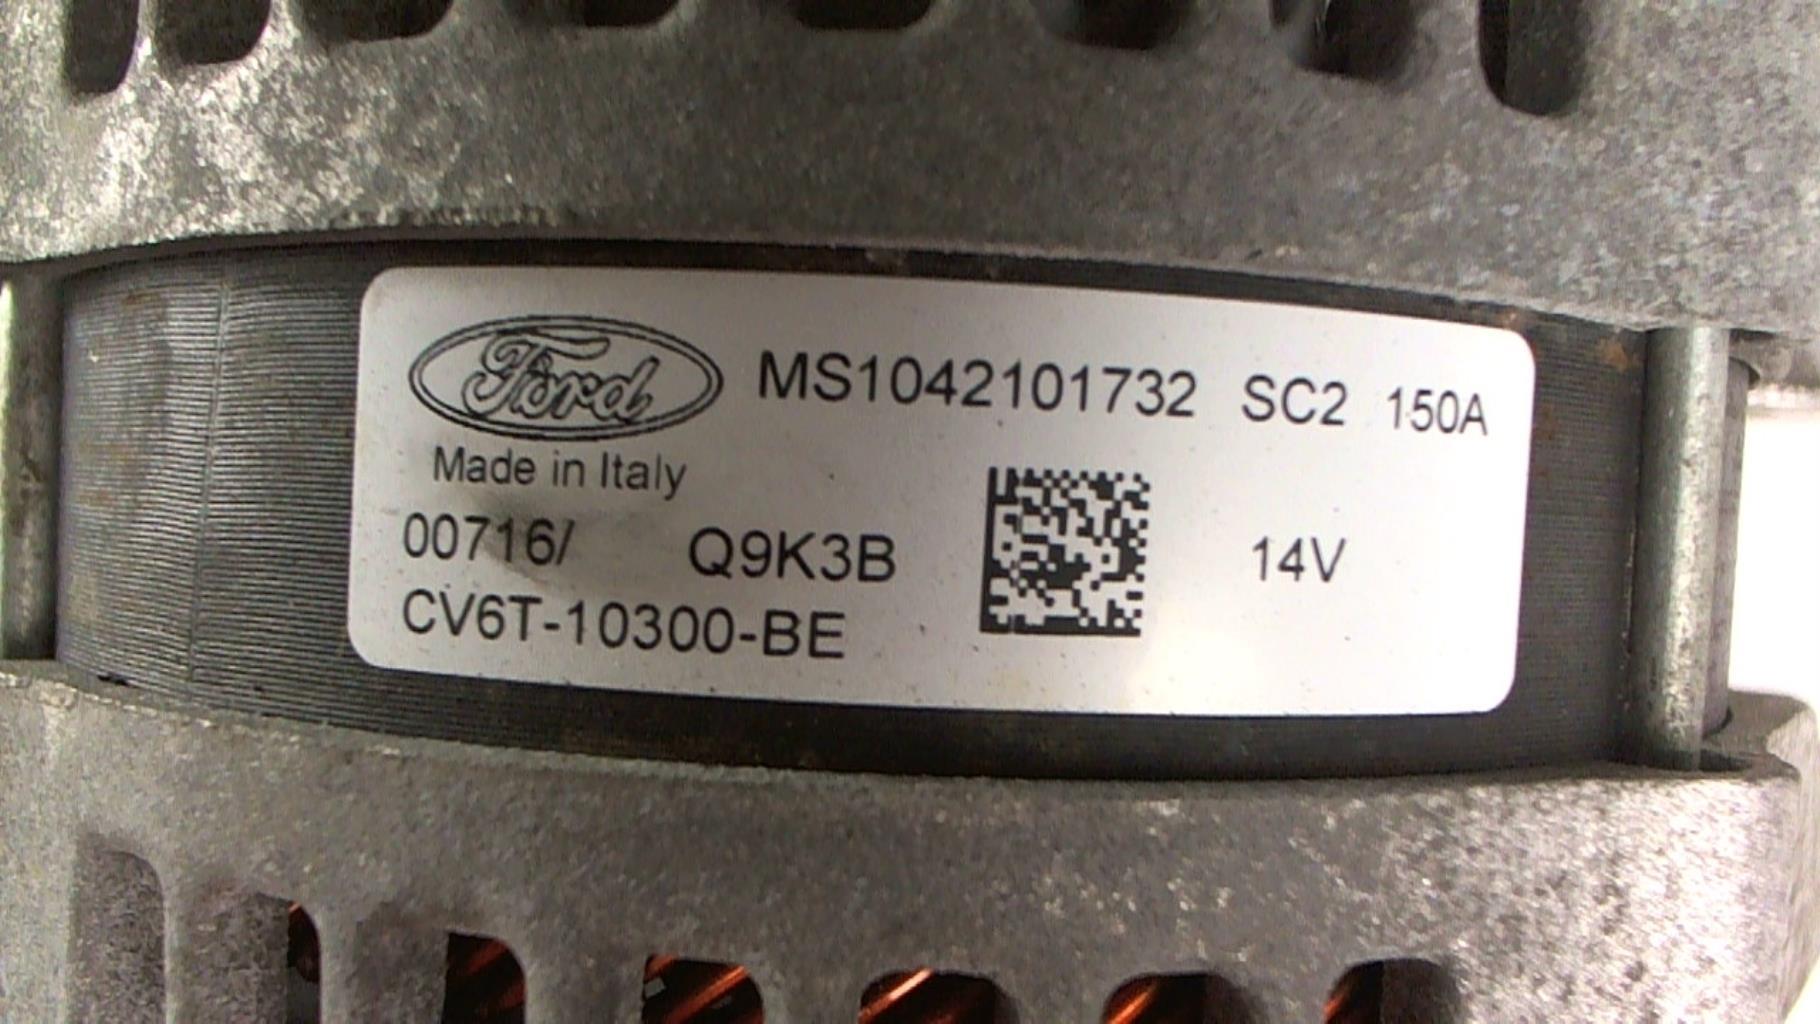 Ford MS1042101732 SC2 150A
Made in Italy
00716/ Q9K3B 14V
CV6T-10300-BE